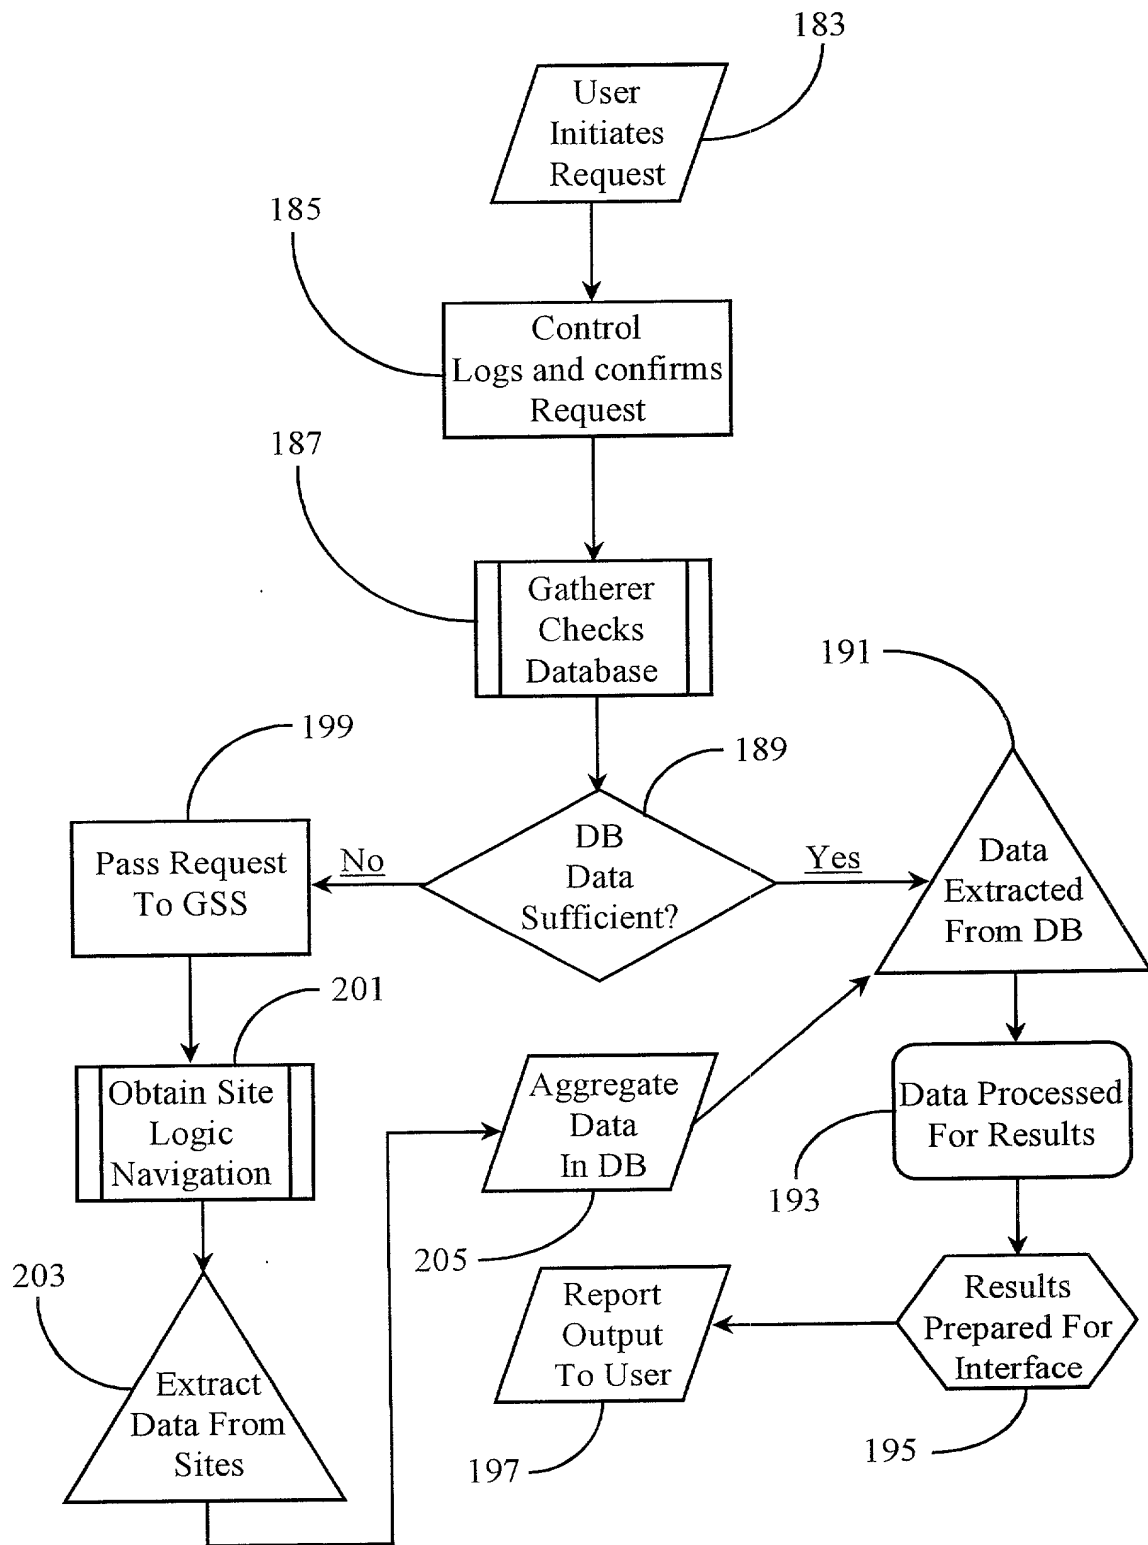 183
User
Initiates
Request
185
Control
Logs and confirms
Request
187
Gatherer
Checks
Database
191
199
189
Pass Request
To GSS
No
DB
Data
Sufficient?
Yes
Data
Extracted
From DB
201
Obtain Site
Logic
Navigation
Aggregate
Data
In DB
205
Data Processed
For Results
193
203
Extract
Data From
Sites
Report
Output
To User
197
Results
Prepared For
Interface
195